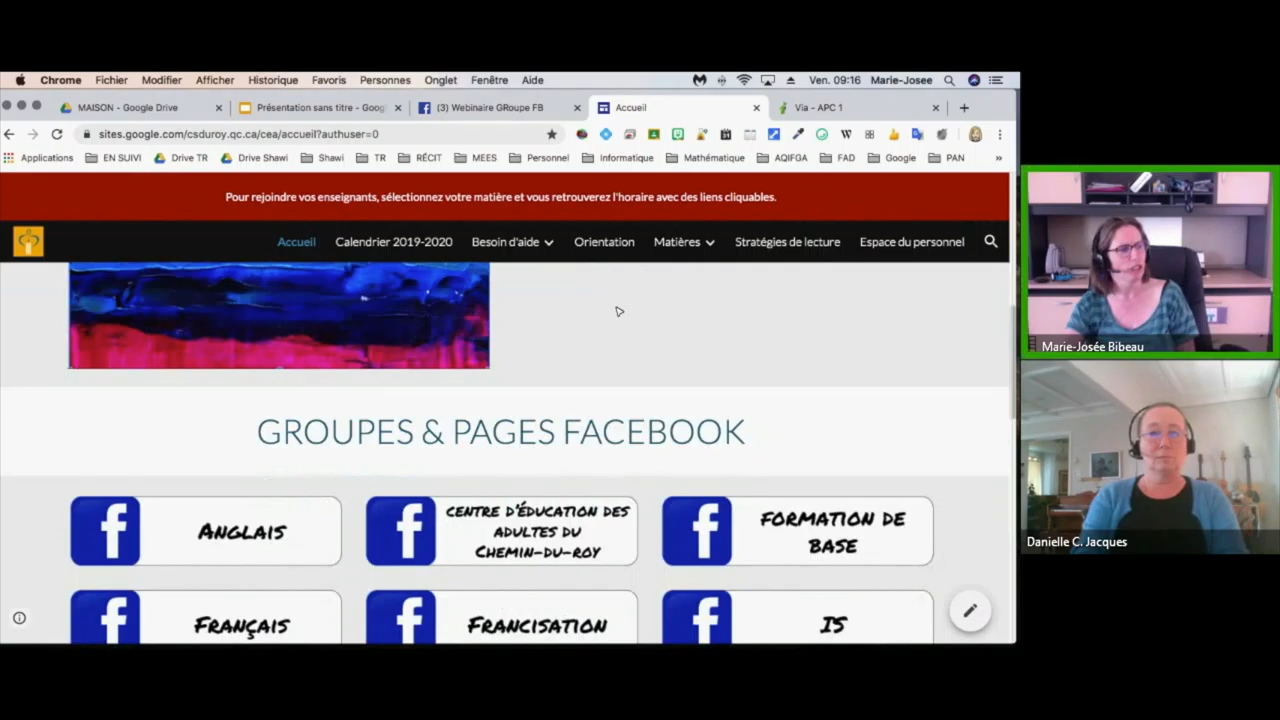 Chrome Fichier Modifier Afficher Historique Favoris Personnes Onglet Fenêtre Aide Ven. 09:16 Marie-Josee
MAISON - Google Drive Présentation sans titre - Goog (3) Webinaire GRoupe FB Accueil Via - APC 1
sites.google.com/csduroy.qc.ca/cea/accueil?authuser=0
Applications EN SUIVI Drive TR Drive Shawi Shawi TR RÉCIT MEES Personnel Informatique Mathématique AQIFGA FAD Google PAN »
Pour rejoindre vos enseignants, sélectionnez votre matière et vous retrouverez l'horaire avec des liens cliquables.
Accueil Calendrier 2019-2020 Besoin d'aide Orientation Matières Stratégies de lecture Espace du personnel
GROUPES & PAGES FACEBOOK
f ANGLAIS
f CENTRE D'ÉDUCATION DES
ADULTES DU
CHEMIN-DU-ROY
f FORMATION DE
BASE
f FRANÇAIS
f FRANCISATION
f IS
Marie-Josée Bibeau
Danielle C. Jacques